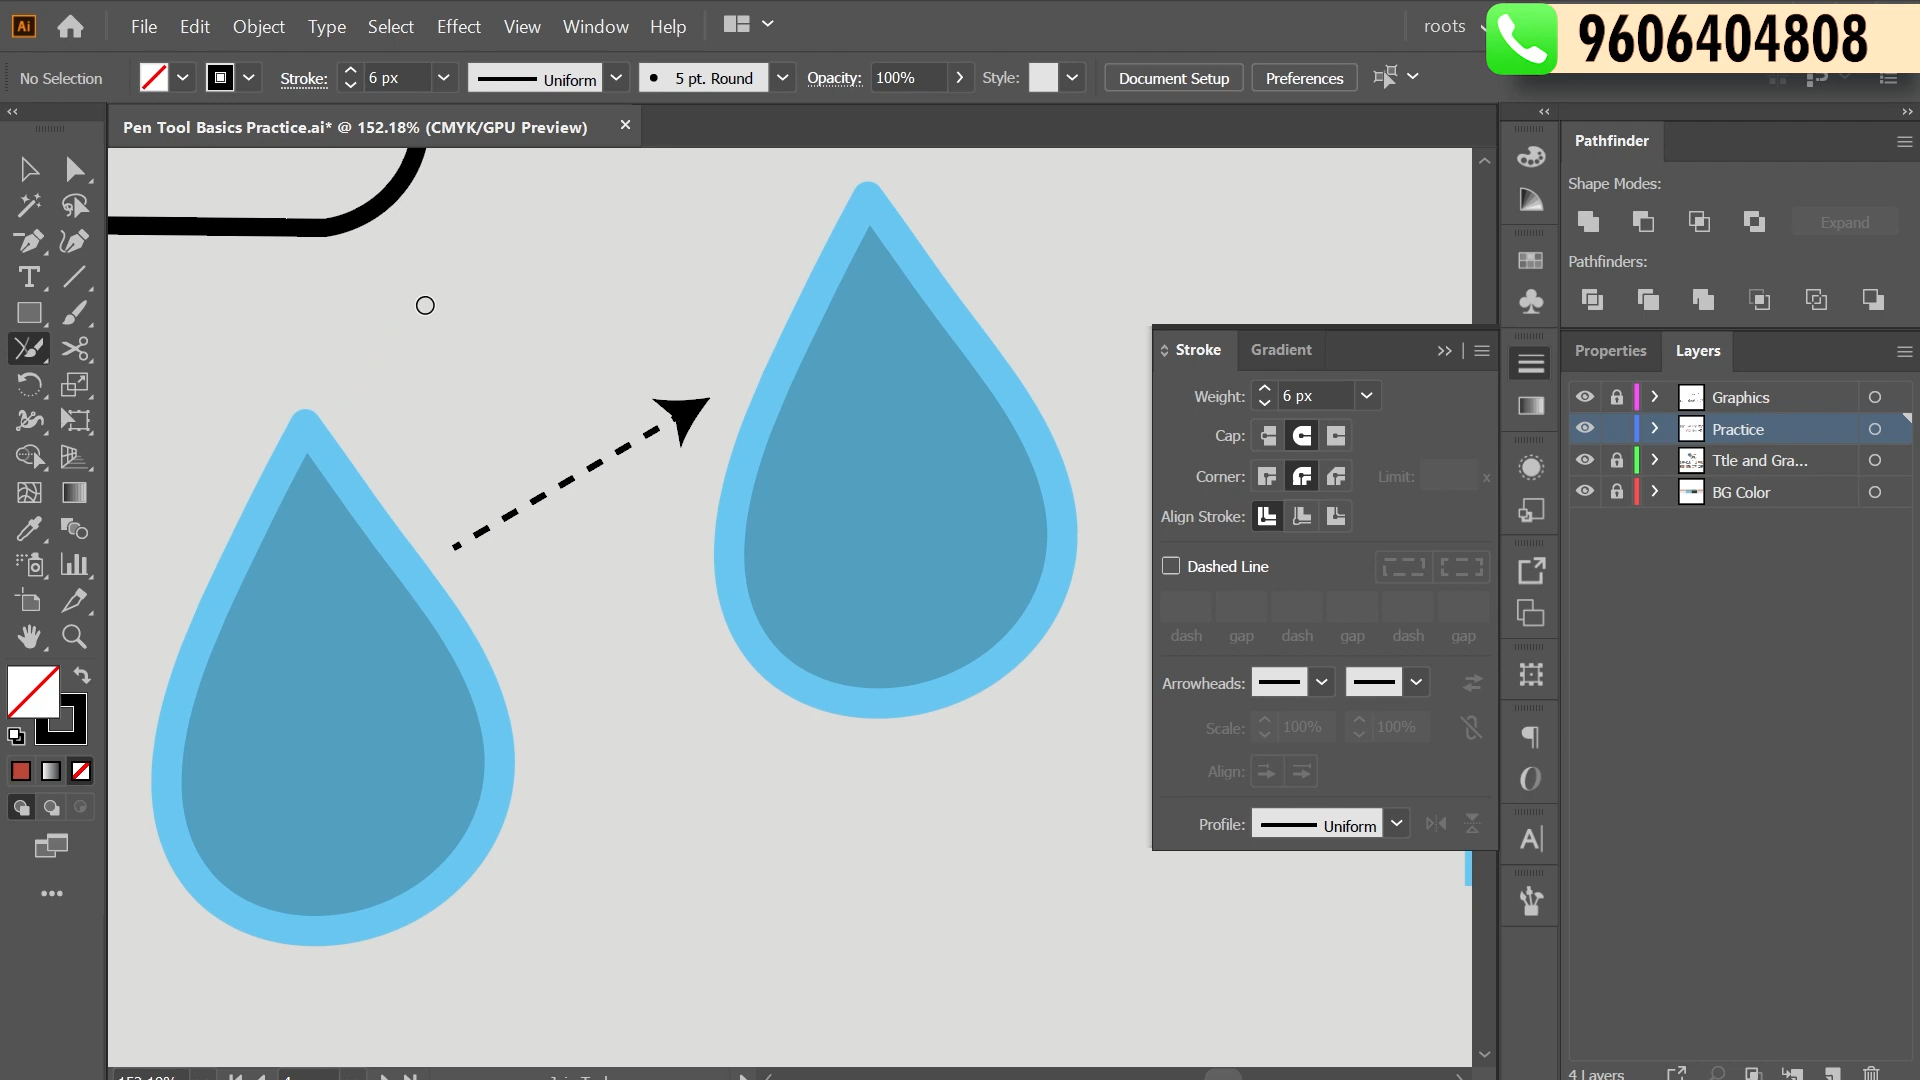 Ai File Edit Object Type Select Effect View Window Help roots 9606404808
No Selection Stroke: 6 px Uniform 5 pt. Round Opacity: 100% Style: Document Setup Preferences
Pen Tool Basics Practice.ai* @ 152.18% (CMYK/GPU Preview)
Pathfinder
Shape Modes:
Expand
Pathfinders:
Stroke Gradient
Weight: 6 px
Cap:
Corner: Limit: x
Align Stroke:
Dashed Line
dash gap dash gap dash gap
Arrowheads:
Scale: 100% 100%
Align:
Profile: Uniform
Properties Layers
Graphics
Practice
Ttle and Gra...
BG Color
4 Layers